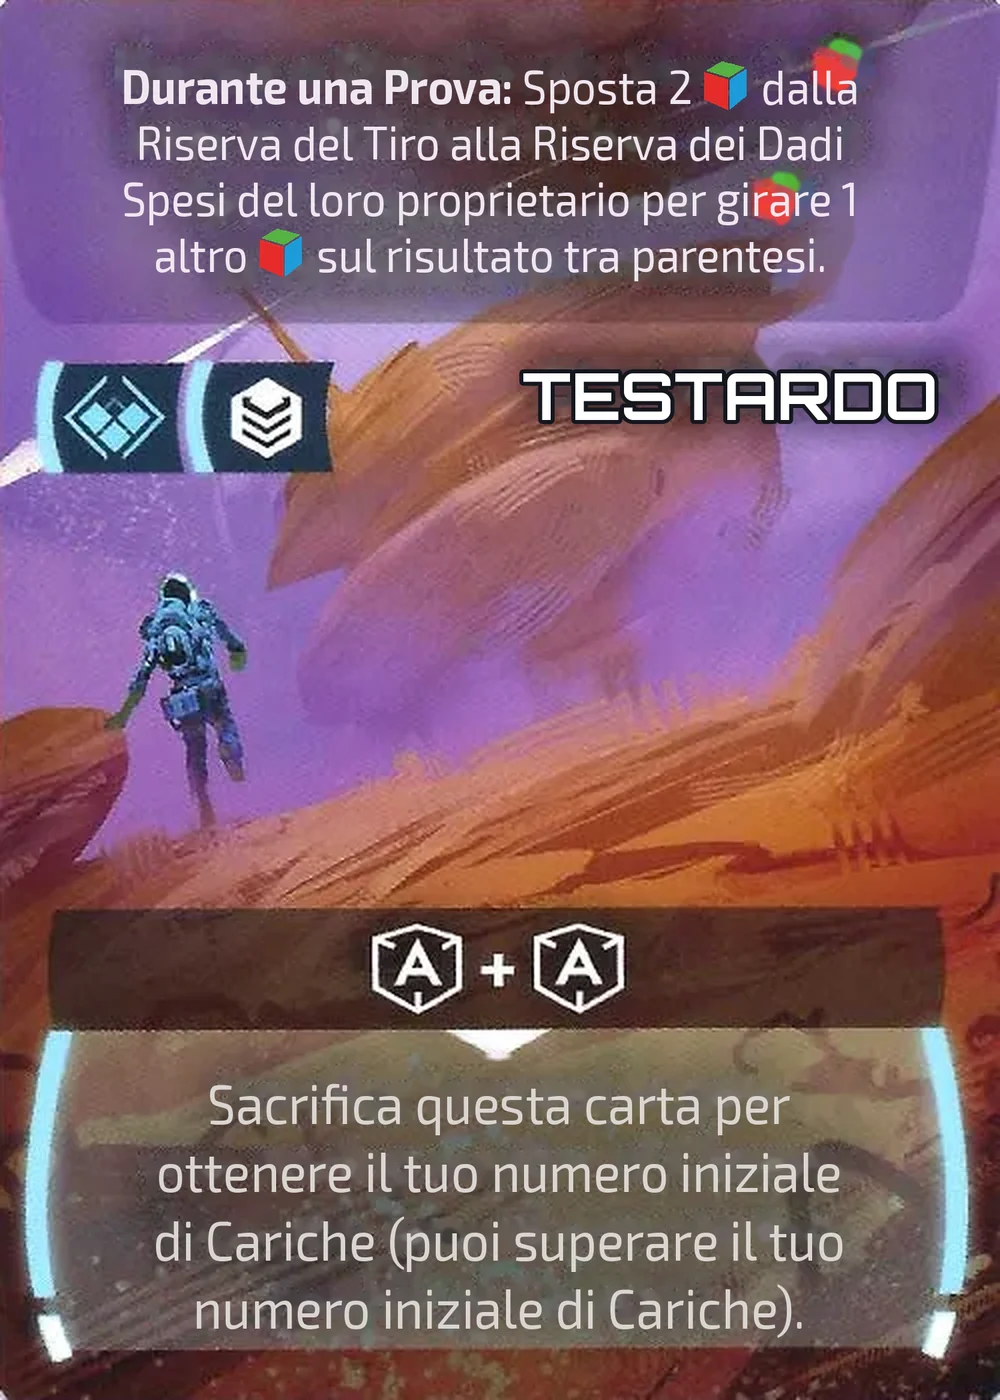 Durante una Prova: Sposta 2 dalla
Riserva del Tiro alla Riserva dei Dadi
Spesi del loro proprietario per girare 1
altro sul risultato tra parentesi.
TESTARDO
A + A
Sacrifica questa carta per
ottenere il tuo numero iniziale
di Cariche (puoi superare il tuo
numero iniziale di Cariche).